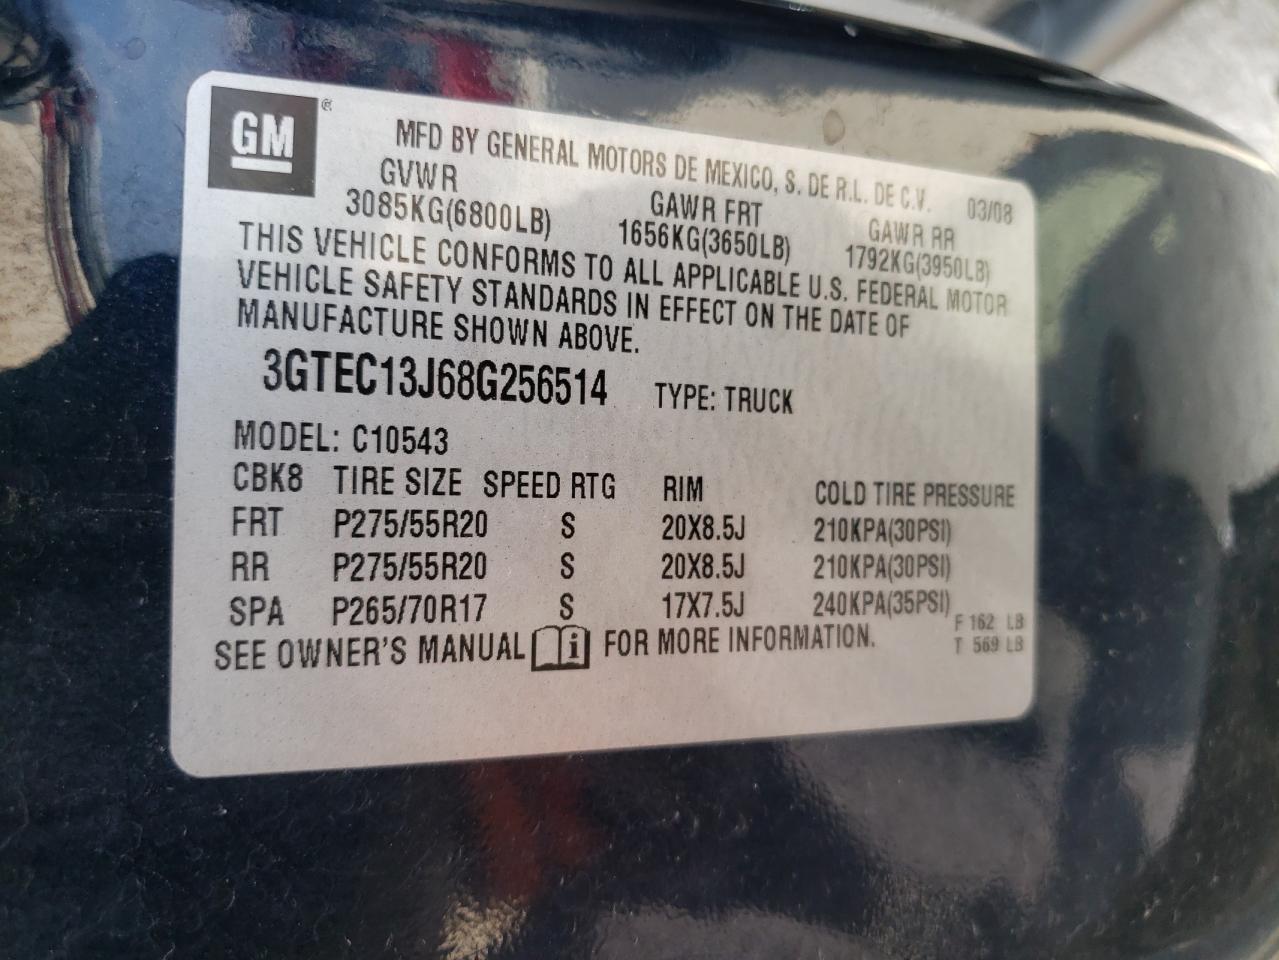 GM ®
MFD BY GENERAL MOTORS DE MEXICO, S. DE R.L. DE C.V. 03/08
GVWR GAWR FRT GAWR RR
3085KG(6800LB) 1656KG(3650LB) 1792KG(3950LB)
THIS VEHICLE CONFORMS TO ALL APPLICABLE U.S. FEDERAL MOTOR
VEHICLE SAFETY STANDARDS IN EFFECT ON THE DATE OF
MANUFACTURE SHOWN ABOVE.
3GTEC13J68G256514 TYPE: TRUCK
MODEL: C10543
CBK8 TIRE SIZE SPEED RTG RIM COLD TIRE PRESSURE
FRT P275/55R20 S 20X8.5J 210KPA(30PSI)
RR P275/55R20 S 20X8.5J 210KPA(30PSI)
SPA P265/70R17 S 17X7.5J 240KPA(35PSI)
F 162 LB
SEE OWNER'S MANUAL i FOR MORE INFORMATION. T 569 LB